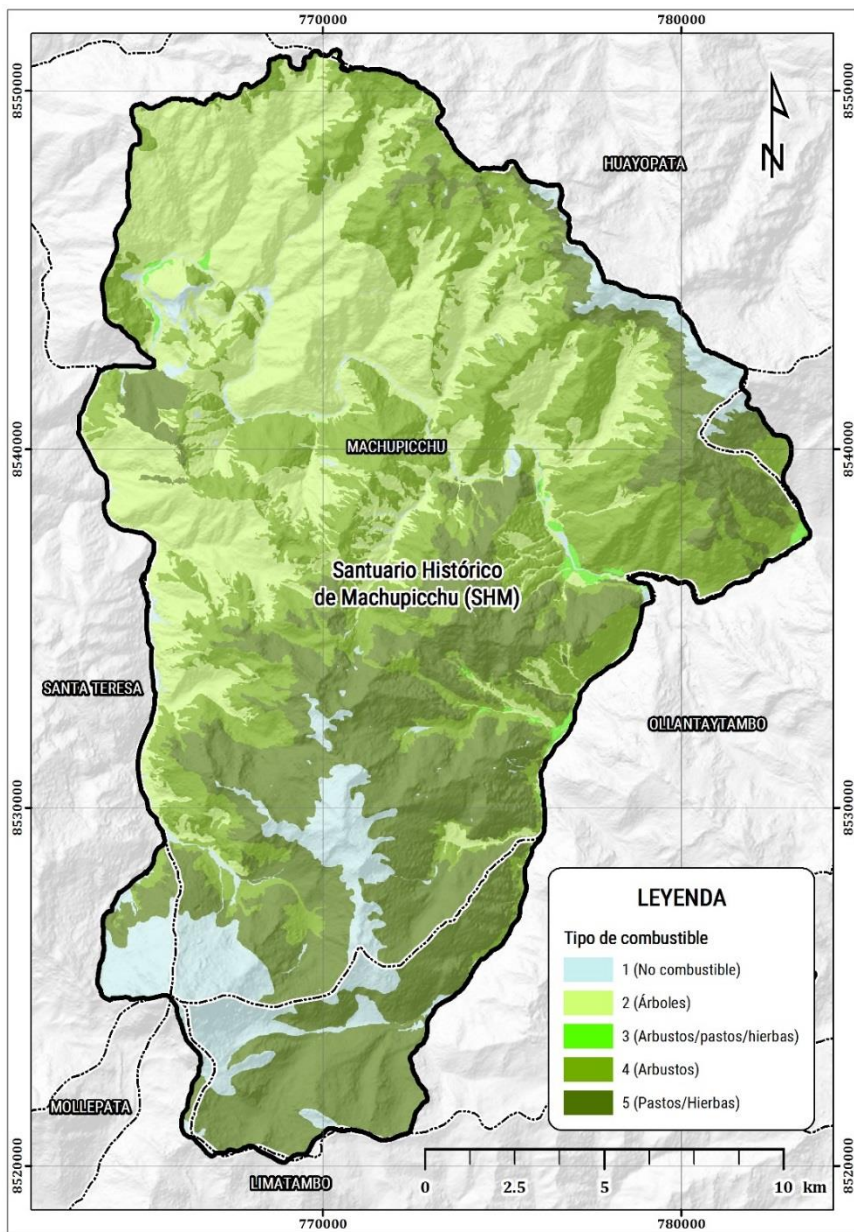 770000
780000
8550000
8550000
HUAYOPATA
N
8540000
8540000
MACHUPICCHU
Santuario Histórico
de Machupicchu (SHM)
SANTA TERESA
OLLANTAYTAMBO
8530000
8530000
LEYENDA
Tipo de combustible
1 (No combustible)
2 (Árboles)
3 (Arbustos/pastos/hierbas)
4 (Arbustos)
5 (Pastos/Hierbas)
MOLLEPATA
8520000
8520000
LIMATAMBO
0 2.5 5 10 km
770000
780000